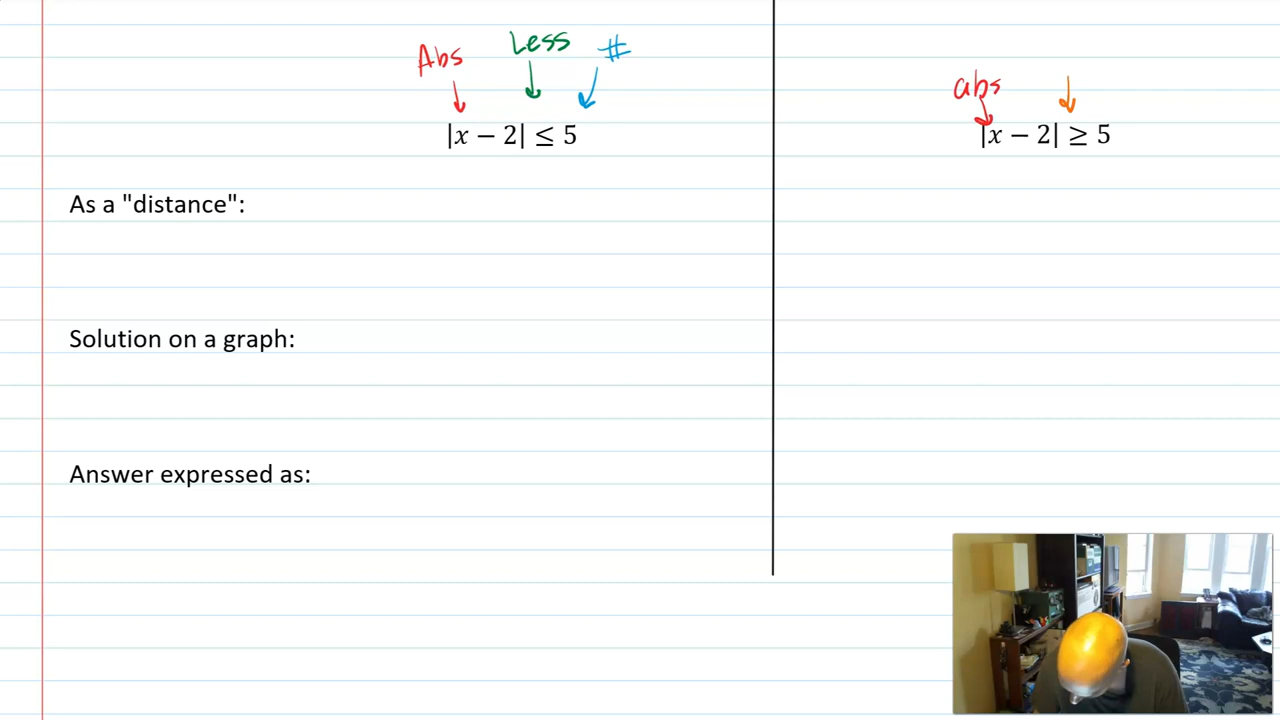 Abs Less #
|x − 2| ≤ 5
As a "distance":
Solution on a graph:
Answer expressed as:
abs
|x − 2| ≥ 5